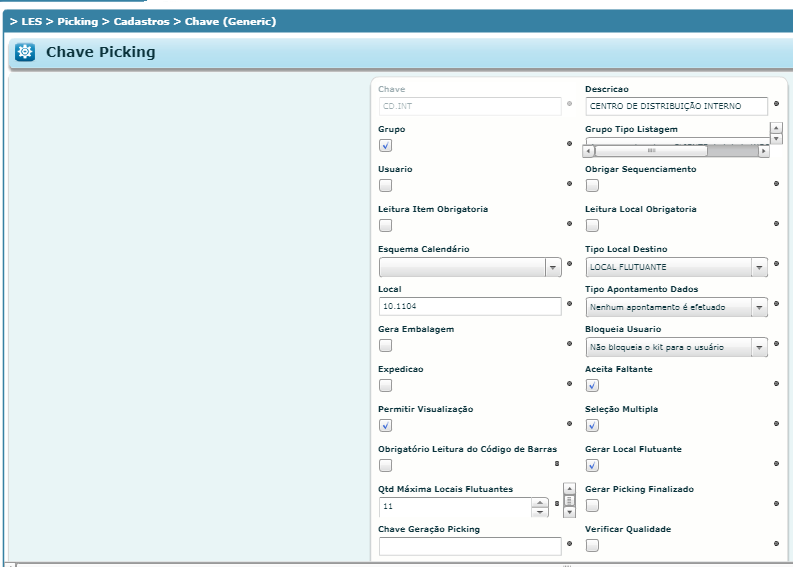 > LES > Picking > Cadastros > Chave (Generic)
Chave Picking
Chave Descricao
CD.INT CENTRO DE DISTRIBUIÇÃO INTERNO
Grupo Grupo Tipo Listagem
Usuario Obrigar Sequenciamento
Leitura Item Obrigatoria Leitura Local Obrigatoria
Esquema Calendário Tipo Local Destino
LOCAL FLUTUANTE
Local Tipo Apontamento Dados
10.1104 Nenhum apontamento é efetuado
Gera Embalagem Bloqueia Usuario
Não bloqueia o kit para o usuário
Expedicao Aceita Faltante
Permitir Visualização Seleção Multipla
Obrigatório Leitura do Código de Barras Gerar Local Flutuante
Qtd Máxima Locais Flutuantes Gerar Picking Finalizado
11
Chave Geração Picking Verificar Qualidade